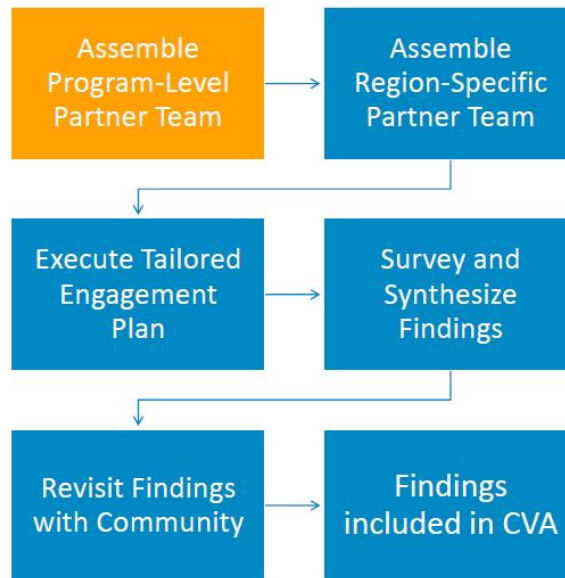 Assemble
Program-Level
Partner Team
Assemble
Region-Specific
Partner Team
Execute Tailored
Engagement
Plan
Survey and
Synthesize
Findings
Revisit Findings
with Community
Findings
included in CVA